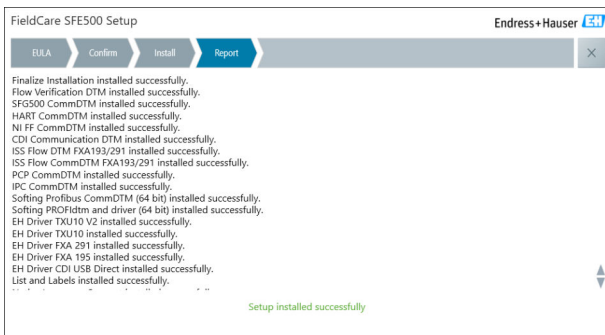 FieldCare SFE500 Setup
Endress+Hauser EH
EULA
Confirm
Install
Report
Finalize Installation installed successfully.
Flow Verification DTM installed successfully.
SFG500 CommDTM installed successfully.
HART CommDTM installed successfully.
NI FF CommDTM installed successfully.
CDI Communication DTM installed successfully.
ISS Flow DTM FXA193/291 installed successfully.
ISS Flow CommDTM FXA193/291 installed successfully.
PCP CommDTM installed successfully.
IPC CommDTM installed successfully.
Softing Profibus CommDTM (64 bit) installed successfully.
Softing PROFIdtm and driver (64 bit) installed successfully.
EH Driver TXU10 V2 installed successfully.
EH Driver TXU10 installed successfully.
EH Driver FXA 291 installed successfully.
EH Driver FXA 195 installed successfully.
EH Driver CDI USB Direct installed successfully.
List and Labels installed successfully.
Setup installed successfully